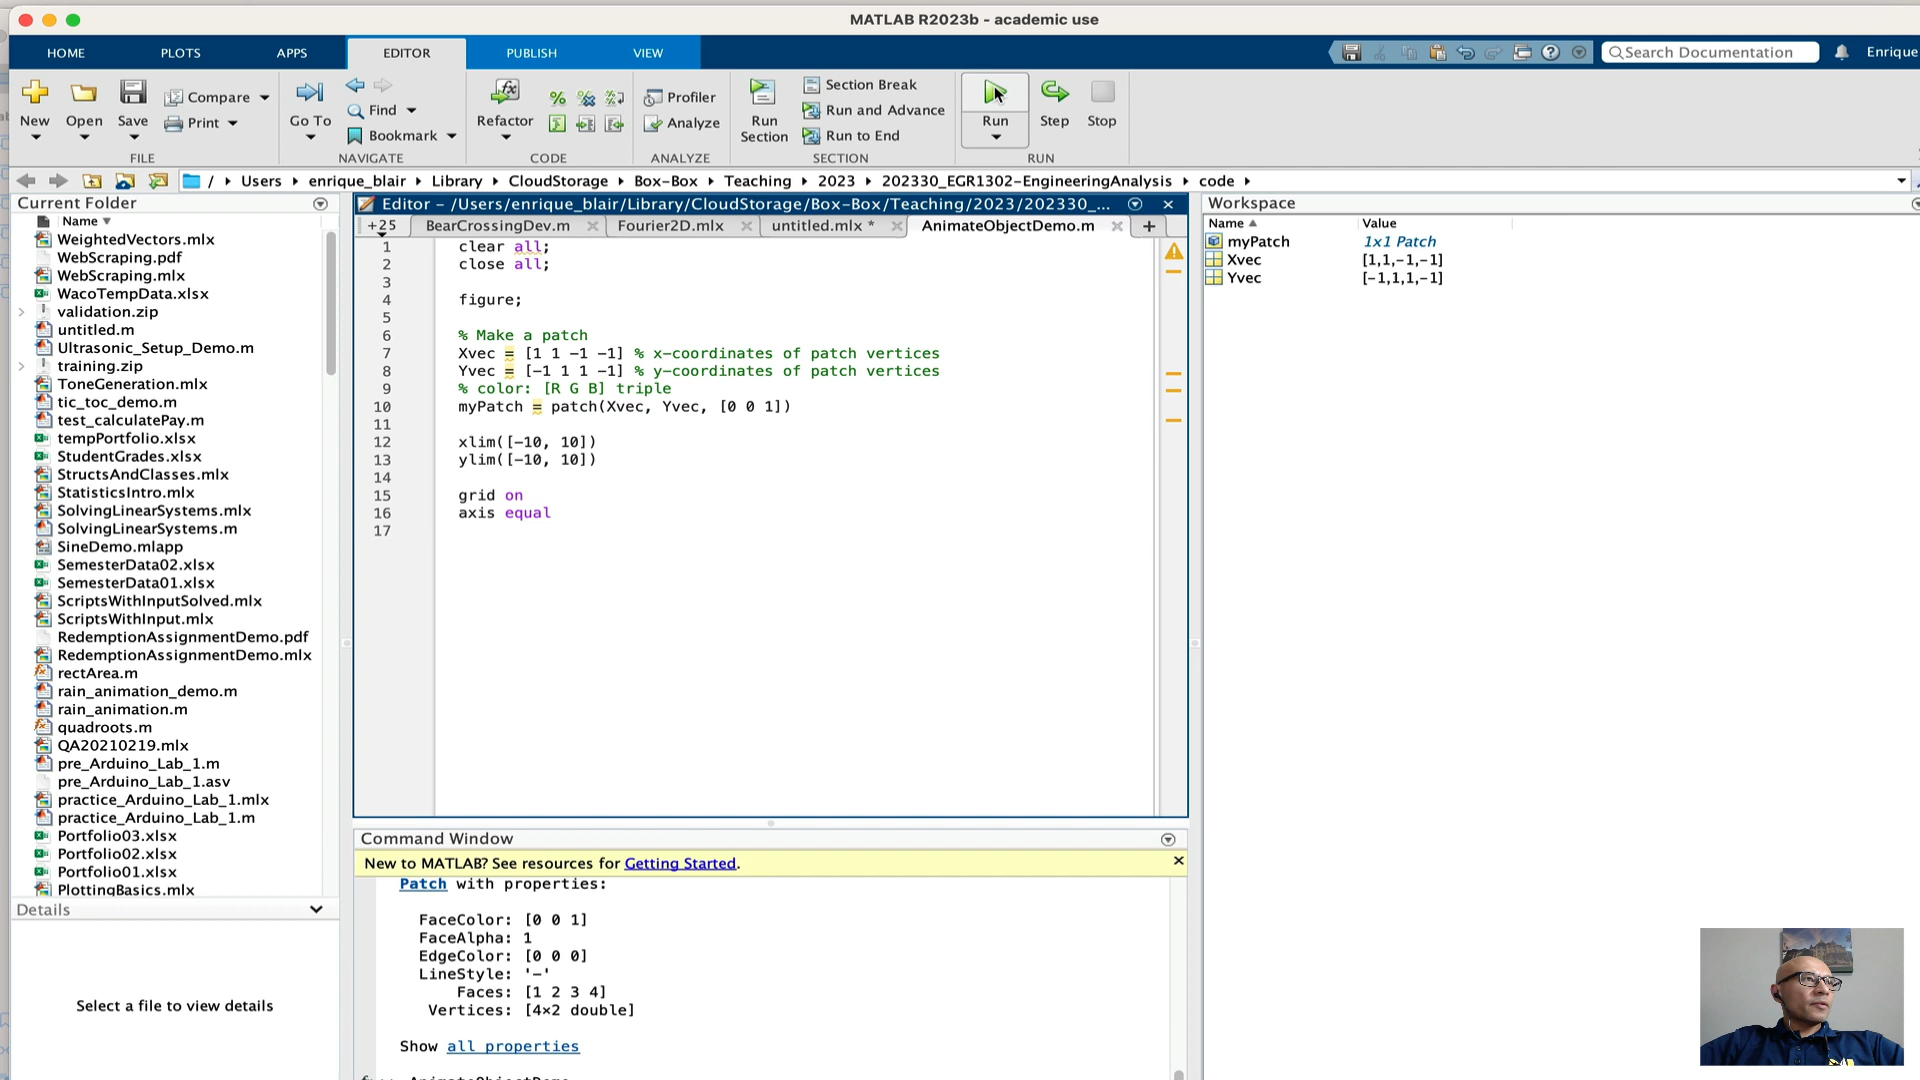 MATLAB R2023b - academic use
HOME
PLOTS
APPS
EDITOR
PUBLISH
VIEW
Search Documentation
Enrique
New
Open
Save
Compare
Print
FILE
Go To
Find
Bookmark
NAVIGATE
Refactor
CODE
Profiler
Analyze
ANALYZE
Run Section
Section Break
Run and Advance
Run to End
SECTION
Run
Step
Stop
RUN
/ ▸ Users ▸ enrique_blair ▸ Library ▸ CloudStorage ▸ Box-Box ▸ Teaching ▸ 2023 ▸ 202330_EGR1302-EngineeringAnalysis ▸ code ▸
Current Folder
Name
WeightedVectors.mlx
WebScraping.pdf
WebScraping.mlx
WacoTempData.xlsx
validation.zip
untitled.m
Ultrasonic_Setup_Demo.m
training.zip
ToneGeneration.mlx
tic_toc_demo.m
test_calculatePay.m
tempPortfolio.xlsx
StudentGrades.xlsx
StructsAndClasses.mlx
StatisticsIntro.mlx
SolvingLinearSystems.mlx
SolvingLinearSystems.m
SineDemo.mlapp
SemesterData02.xlsx
SemesterData01.xlsx
ScriptsWithInputSolved.mlx
ScriptsWithInput.mlx
RedemptionAssignmentDemo.pdf
RedemptionAssignmentDemo.mlx
rectArea.m
rain_animation_demo.m
rain_animation.m
quadroots.m
QA20210219.mlx
pre_Arduino_Lab_1.m
pre_Arduino_Lab_1.asv
practice_Arduino_Lab_1.mlx
practice_Arduino_Lab_1.m
Portfolio03.xlsx
Portfolio02.xlsx
Portfolio01.xlsx
PlottingBasics.mlx
Details
Select a file to view details
Editor - /Users/enrique_blair/Library/CloudStorage/Box-Box/Teaching/2023/202330_...
+25
BearCrossingDev.m
Fourier2D.mlx
untitled.mlx *
AnimateObjectDemo.m
1 clear all;
2 close all;
3
4 figure;
5
6 % Make a patch
7 Xvec = [1 1 -1 -1] % x-coordinates of patch vertices
8 Yvec = [-1 1 1 -1] % y-coordinates of patch vertices
9 % color: [R G B] triple
10 myPatch = patch(Xvec, Yvec, [0 0 1])
11
12 xlim([-10, 10])
13 ylim([-10, 10])
14
15 grid on
16 axis equal
17
Command Window
New to MATLAB? See resources for Getting Started.
Patch with properties:
FaceColor: [0 0 1]
FaceAlpha: 1
EdgeColor: [0 0 0]
LineStyle: '-'
Faces: [1 2 3 4]
Vertices: [4×2 double]
Show all properties
Workspace
Name Value
myPatch 1x1 Patch
Xvec [1,1,-1,-1]
Yvec [-1,1,1,-1]